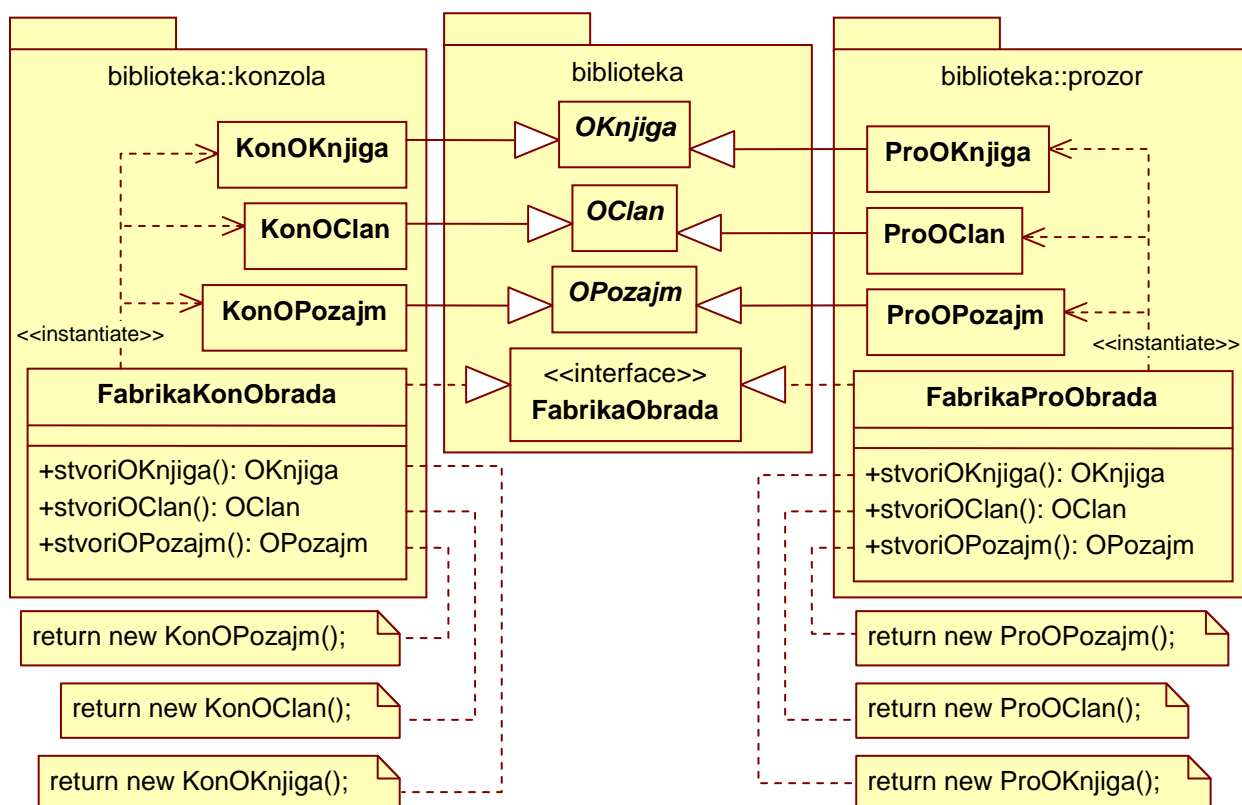 biblioteka::konzola
KonOKnjiga
KonOClan
KonOPozajm
<<instantiate>>
FabrikaKonObrada
+stvoriOKnjiga(): OKnjiga
+stvoriOClan(): OClan
+stvoriOPozajm(): OPozajm
return new KonOPozajm();
return new KonOClan();
return new KonOKnjiga();
biblioteka
OKnjiga
OClan
OPozajm
<<interface>>
FabrikaObrada
biblioteka::prozor
ProOKnjiga
ProOClan
ProOPozajm
<<instantiate>>
FabrikaProObrada
+stvoriOKnjiga(): OKnjiga
+stvoriOClan(): OClan
+stvoriOPozajm(): OPozajm
return new ProOPozajm();
return new ProOClan();
return new ProOKnjiga();